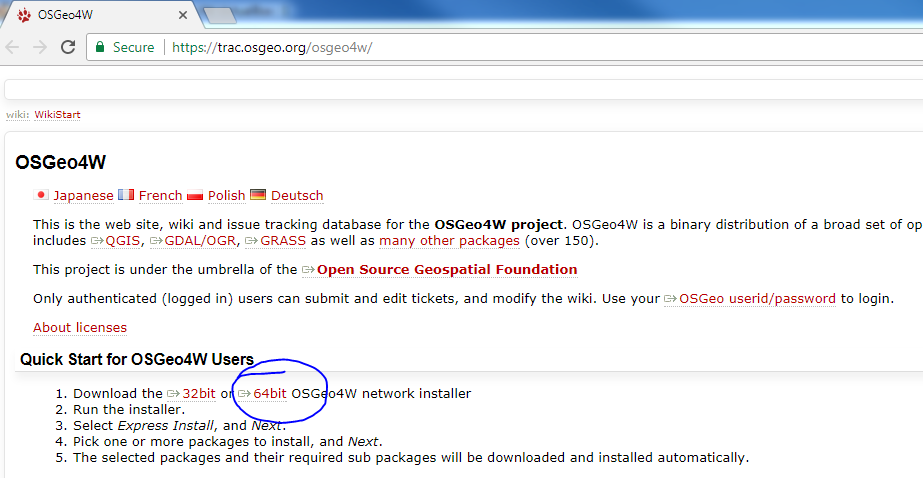 OSGeo4W
Secure https://trac.osgeo.org/osgeo4w/
wiki: WikiStart
OSGeo4W
Japanese French Polish Deutsch
This is the web site, wiki and issue tracking database for the OSGeo4W project. OSGeo4W is a binary distribution of a broad set of op
includes QGIS, GDAL/OGR, GRASS as well as many other packages (over 150).
This project is under the umbrella of the Open Source Geospatial Foundation
Only authenticated (logged in) users can submit and edit tickets, and modify the wiki. Use your OSGeo userid/password to login.
About licenses
Quick Start for OSGeo4W Users
1. Download the 32bit or 64bit OSGeo4W network installer
2. Run the installer.
3. Select Express Install, and Next.
4. Pick one or more packages to install, and Next.
5. The selected packages and their required sub packages will be downloaded and installed automatically.